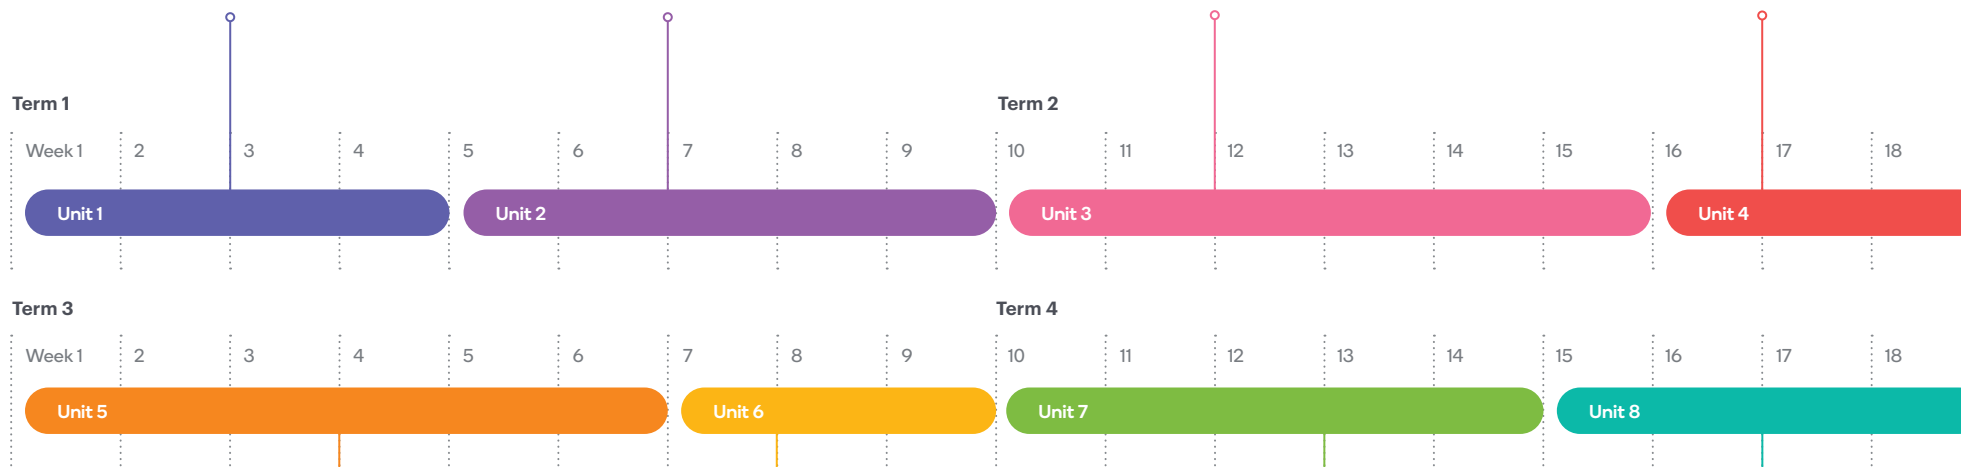 Term 1 Term 2
Week 1 2 3 4 5 6 7 8 9 10 11 12 13 14 15 16 17 18
Unit 1 Unit 2 Unit 3 Unit 4
Term 3 Term 4
Week 1 2 3 4 5 6 7 8 9 10 11 12 13 14 15 16 17 18
Unit 5 Unit 6 Unit 7 Unit 8